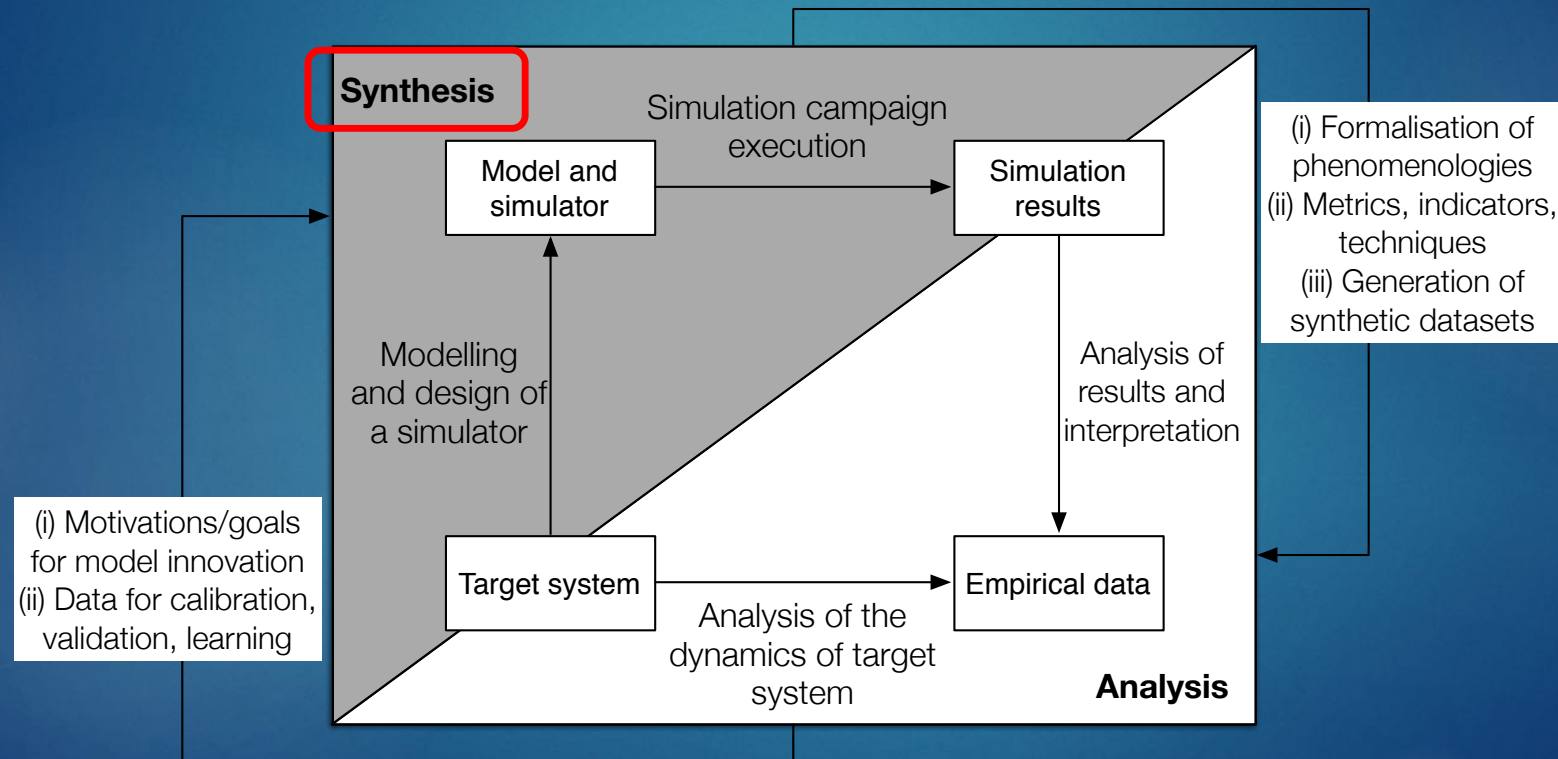 Synthesis
Simulation campaign
execution
Model and
simulator
Simulation
results
(i) Formalisation of
phenomenologies
(ii) Metrics, indicators,
techniques
(iii) Generation of
synthetic datasets
Modelling
and design of
a simulator
Analysis of
results and
interpretation
(i) Motivations/goals
for model innovation
(ii) Data for calibration,
validation, learning
Target system
Empirical data
Analysis of the
dynamics of target
system
Analysis